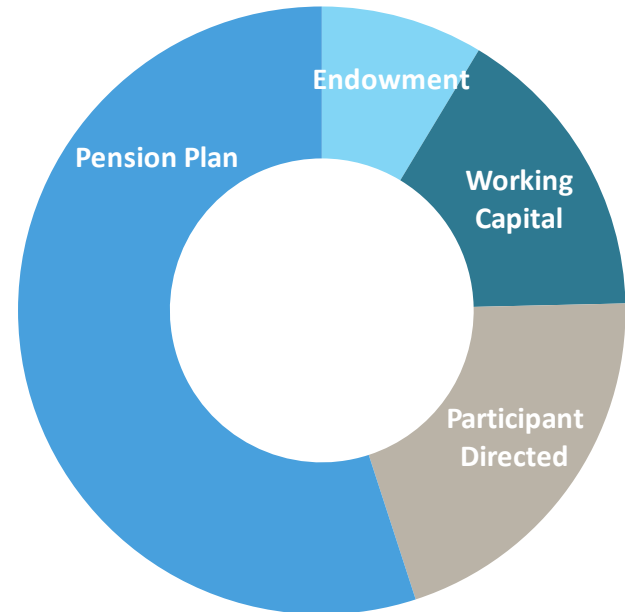 Endowment
Pension Plan
Working
Capital
Participant
Directed